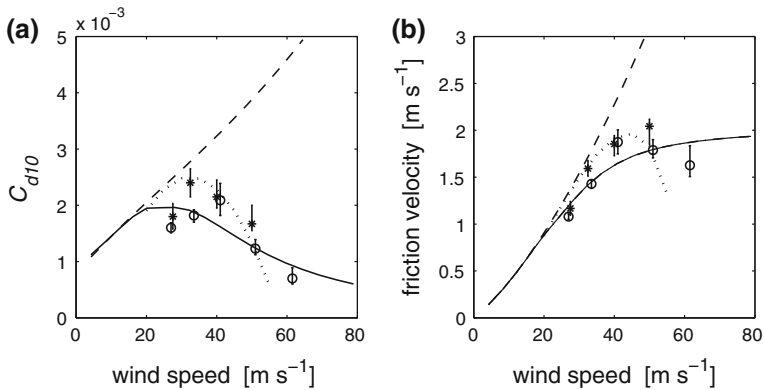 (a)
× 10⁻³
5
4
3
2
1
0
C_d10
0 20 40 60 80
wind speed [m s⁻¹]
(b)
3
2.5
2
1.5
1
0.5
0
friction velocity [m s⁻¹]
0 20 40 60 80
wind speed [m s⁻¹]